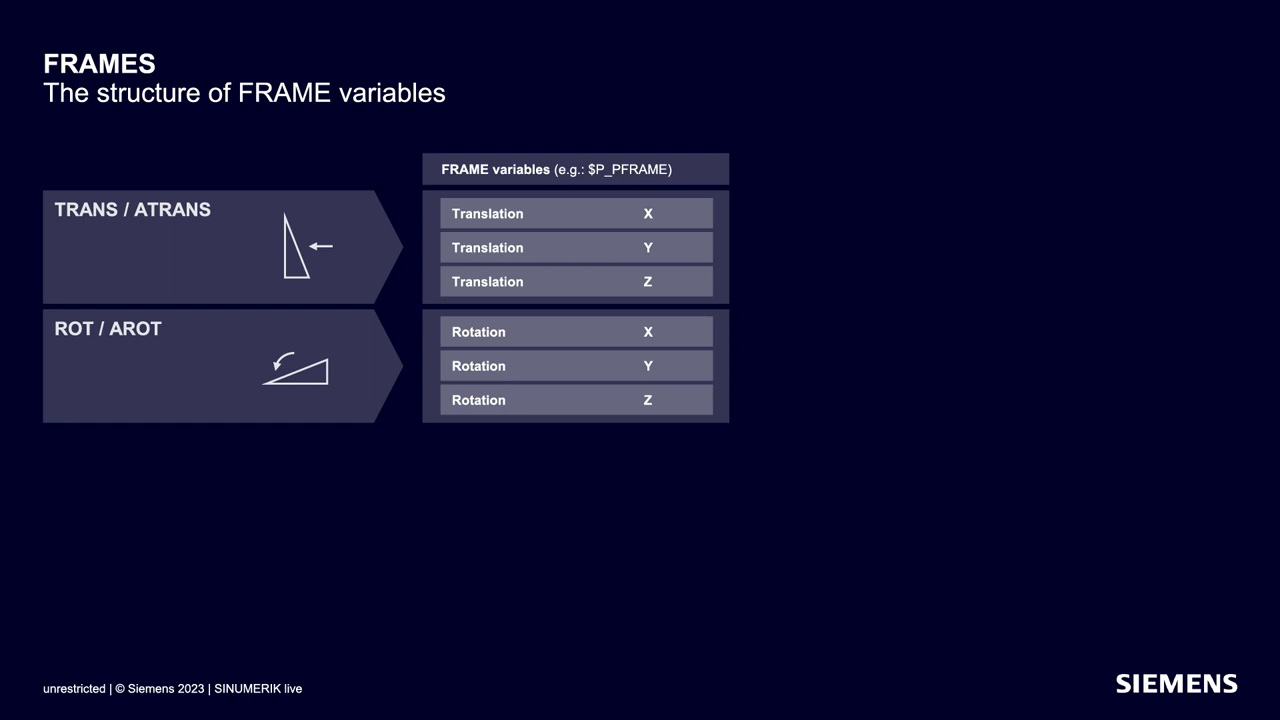 FRAMES
The structure of FRAME variables
FRAME variables (e.g.: $P_PFRAME)
TRANS / ATRANS
Translation X
Translation Y
Translation Z
ROT / AROT
Rotation X
Rotation Y
Rotation Z
unrestricted | © Siemens 2023 | SINUMERIK live
SIEMENS